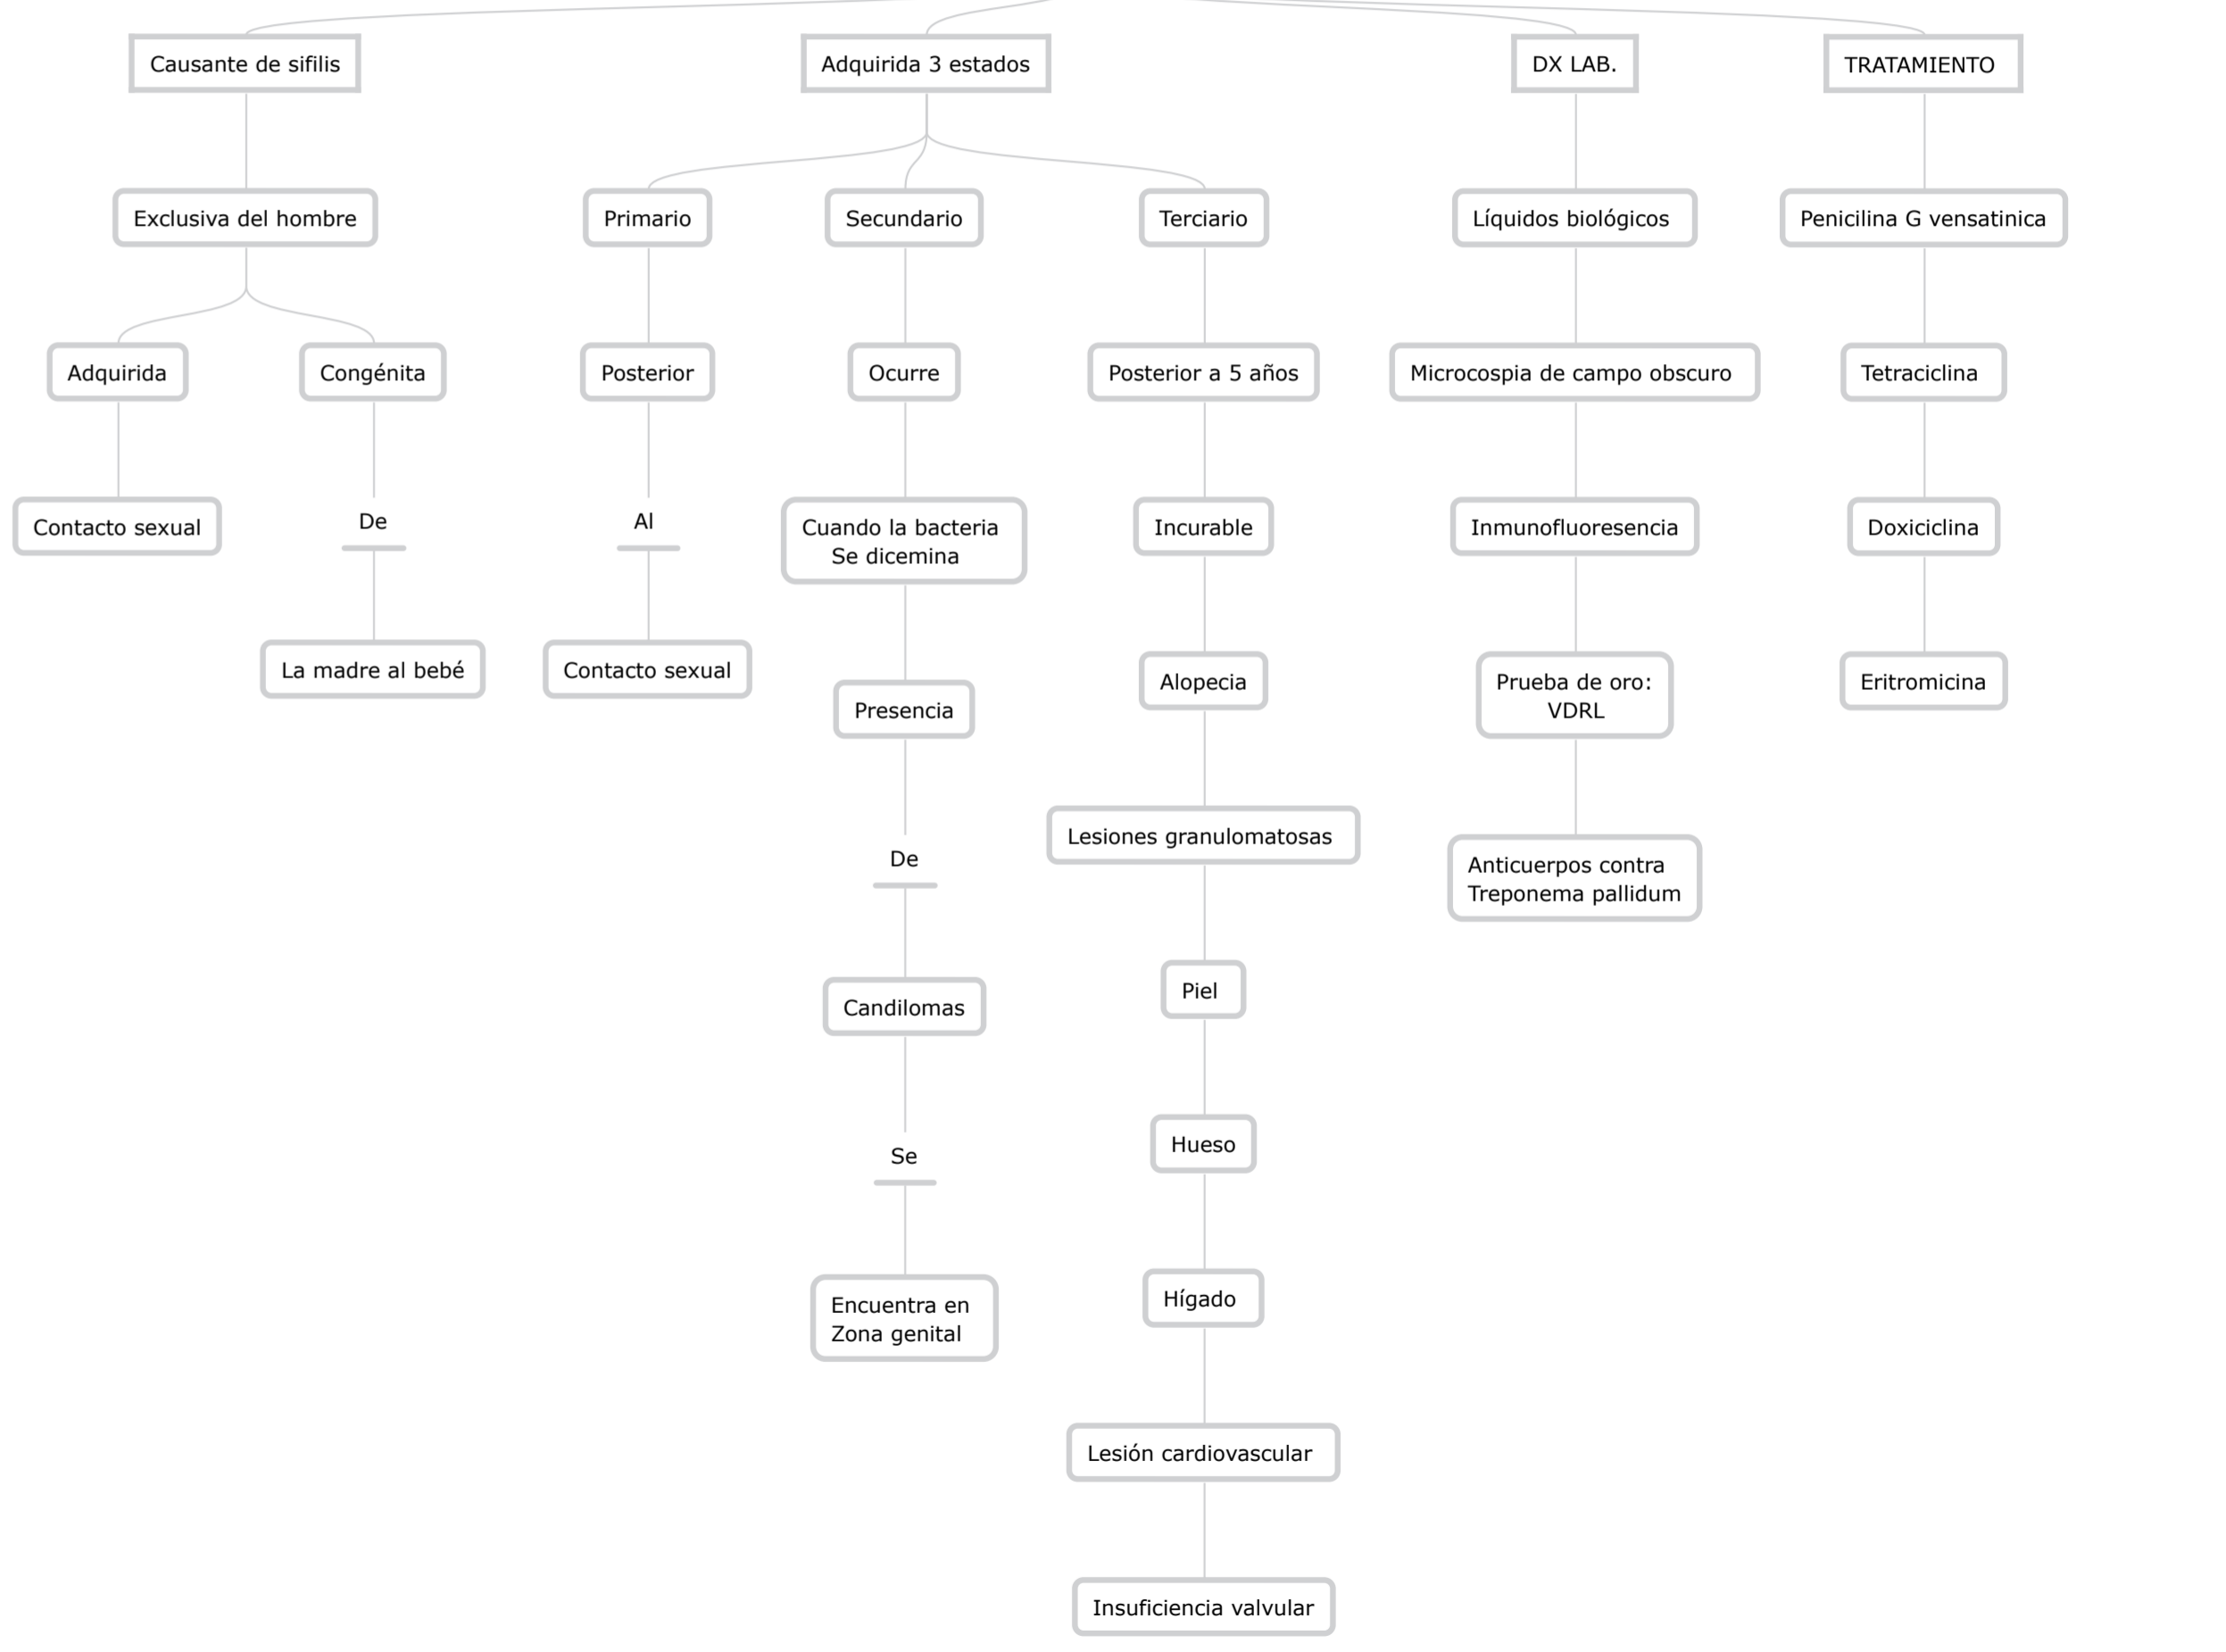 Causante de sifilis
Adquirida 3 estados
DX LAB.
TRATAMIENTO
Exclusiva del hombre
Primario
Secundario
Terciario
Líquidos biológicos
Penicilina G vensatinica
Adquirida
Congénita
Posterior
Ocurre
Posterior a 5 años
Microcospia de campo obscuro
Tetraciclina
Contacto sexual
De
Al
Cuando la bacteria
Se dicemina
Incurable
Inmunofluoresencia
Doxiciclina
La madre al bebé
Contacto sexual
Presencia
Alopecia
Prueba de oro:
VDRL
Eritromicina
De
Lesiones granulomatosas
Anticuerpos contra
Treponema pallidum
Candilomas
Piel
Se
Hueso
Encuentra en
Zona genital
Hígado
Lesión cardiovascular
Insuficiencia valvular